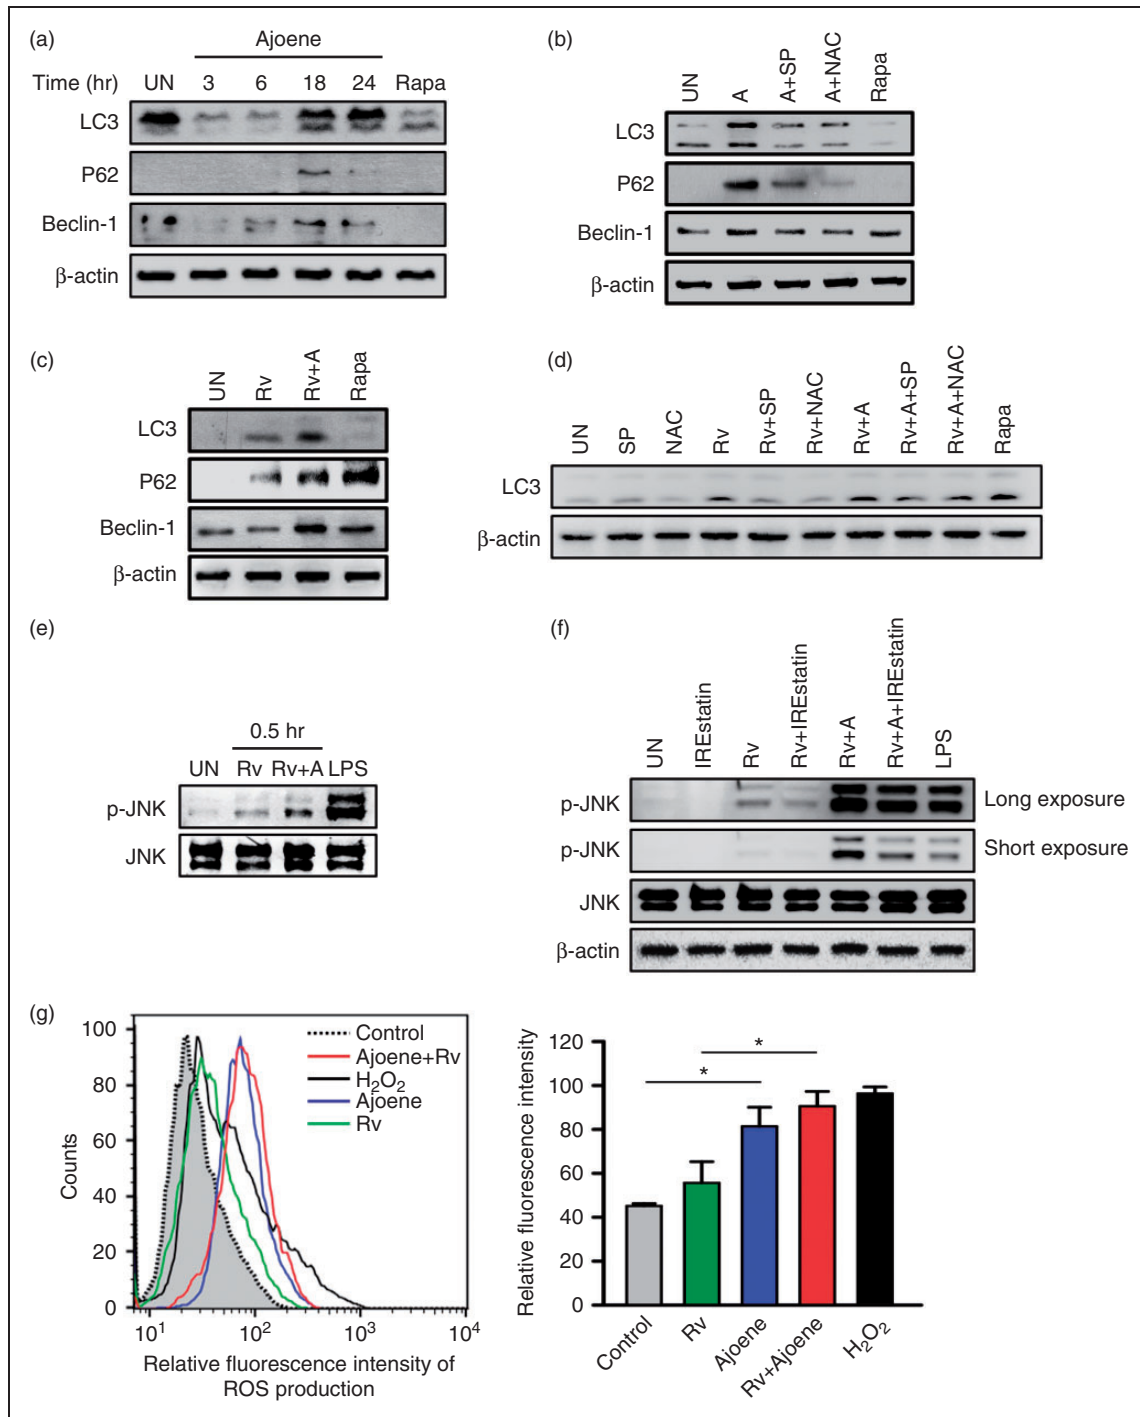 (a)
Ajoene
Time (hr) UN 3 6 18 24 Rapa
LC3
P62
Beclin-1
β-actin
(b)
UN A A+SP A+NAC Rapa
LC3
P62
Beclin-1
β-actin
(c)
UN Rv Rv+A Rapa
LC3
P62
Beclin-1
β-actin
(d)
UN SP NAC Rv Rv+SP Rv+NAC Rv+A Rv+A+SP Rv+A+NAC Rapa
LC3
β-actin
(e)
0.5 hr
UN Rv Rv+A LPS
p-JNK
JNK
(f)
UN IREstatin Rv Rv+IREstatin Rv+A Rv+A+IREstatin LPS
p-JNK Long exposure
p-JNK Short exposure
JNK
β-actin
(g)
100
80
60
40
20
0
Counts
10¹ 10² 10³ 10⁴
Relative fluorescence intensity of
ROS production
Control
Ajoene+Rv
H₂O₂
Ajoene
Rv
Relative fluorescence intensity
120
100
80
60
40
20
0
*
*
Control Rv Ajoene Rv+Ajoene H₂O₂